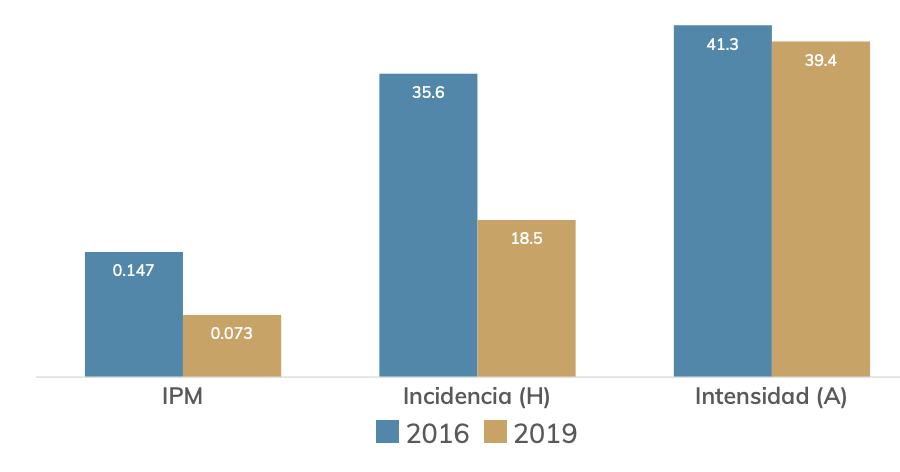 41.3
39.4
35.6
18.5
0.147
0.073
IPM
Incidencia (H)
Intensidad (A)
2016
2019